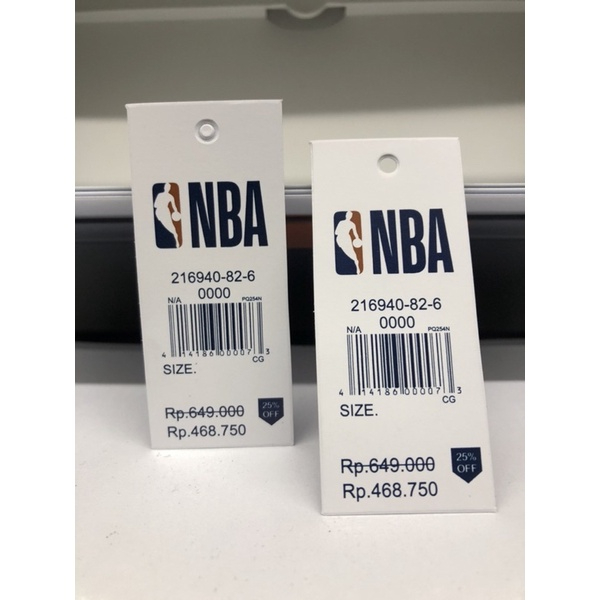 NBA
216940-82-6
0000
N/A PQ254N
4 14186 00007 3
CG
SIZE.
Rp.649.000
25%
OFF
Rp.468.750
NBA
216940-82-6
0000
N/A PQ254N
4 14186 00007 3
CG
SIZE.
Rp.649.000
25%
OFF
Rp.468.750